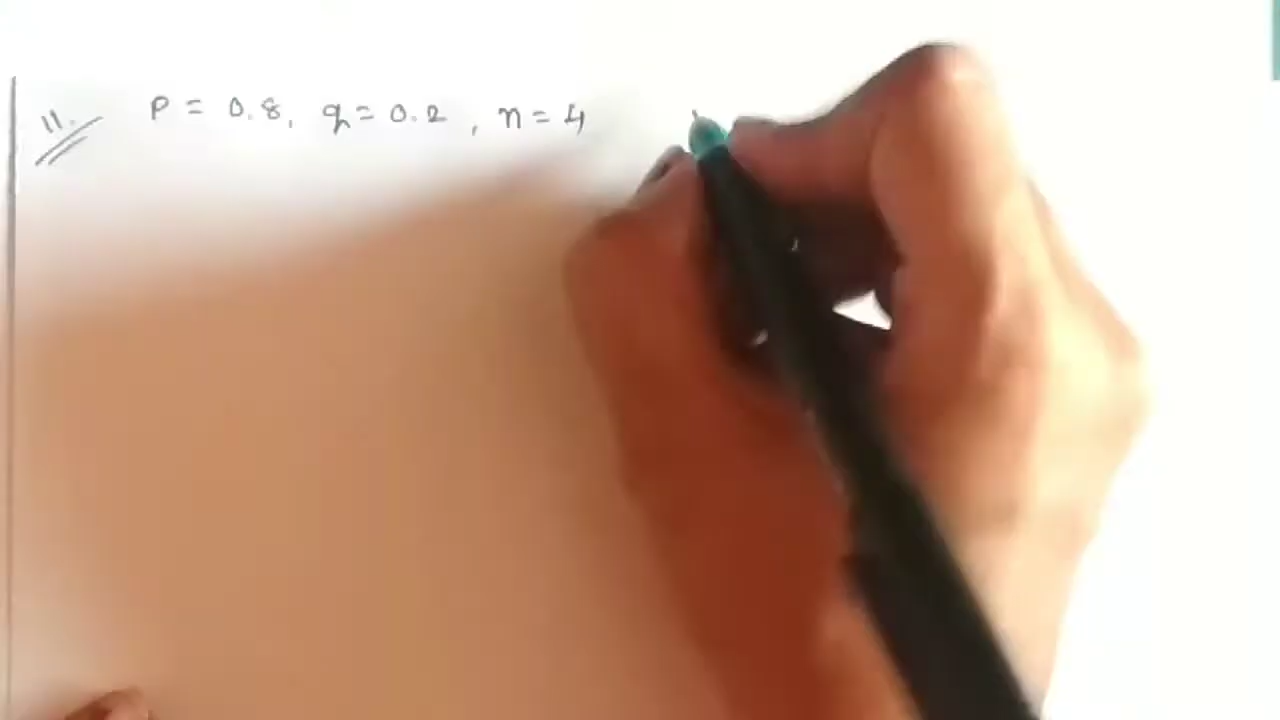 11. P = 0.8, q = 0.2, n = 4